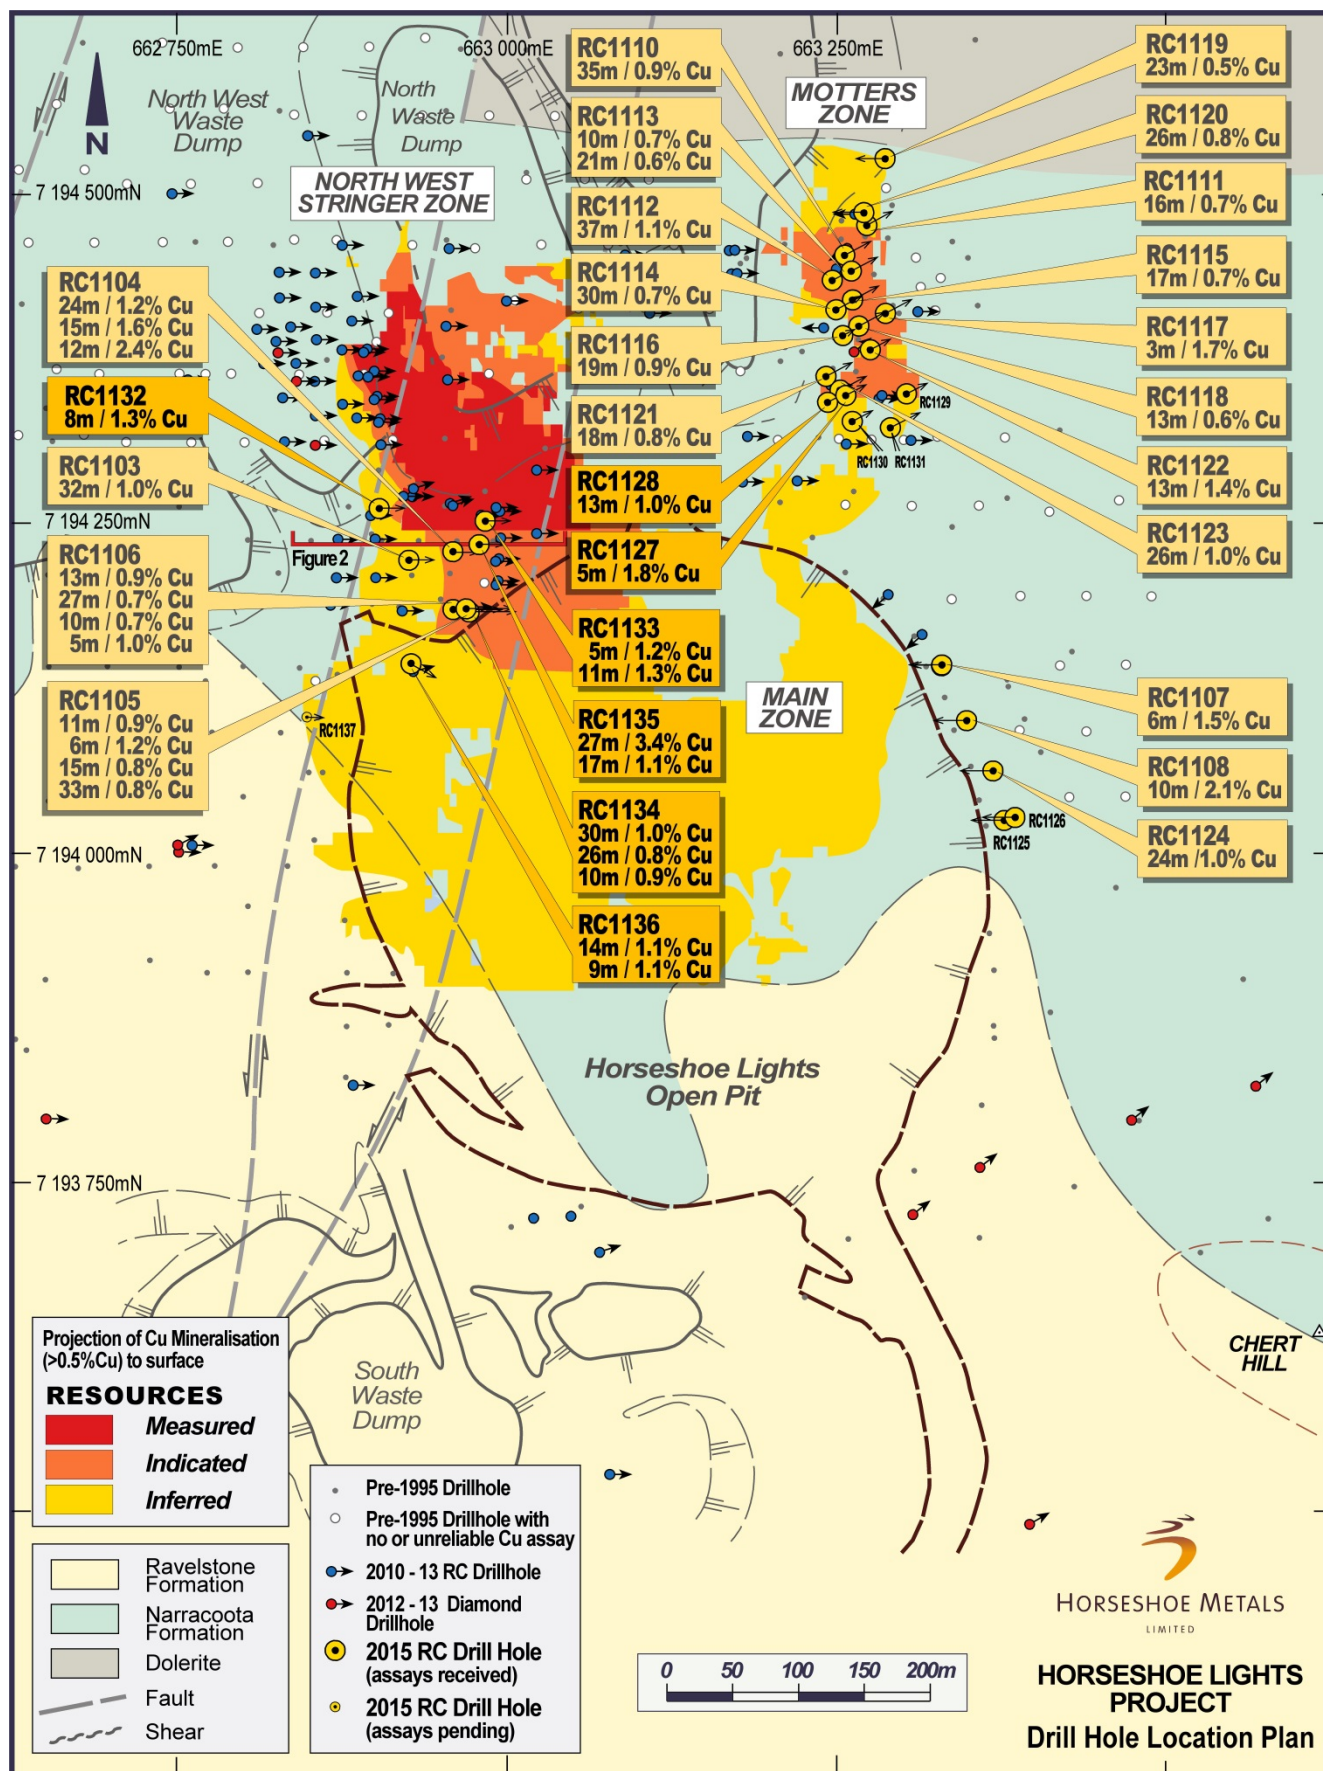 662 750mE
663 000mE
663 250mE
7 194 500mN
7 194 250mN
7 194 000mN
7 193 750mN
N
North West
Waste
Dump
North
Waste
Dump
NORTH WEST
STRINGER ZONE
MOTTERS
ZONE
RC1104
24m / 1.2% Cu
15m / 1.6% Cu
12m / 2.4% Cu
RC1132
8m / 1.3% Cu
RC1103
32m / 1.0% Cu
RC1106
13m / 0.9% Cu
27m / 0.7% Cu
10m / 0.7% Cu
5m / 1.0% Cu
RC1105
11m / 0.9% Cu
6m / 1.2% Cu
15m / 0.8% Cu
33m / 0.8% Cu
RC1110
35m / 0.9% Cu
RC1113
10m / 0.7% Cu
21m / 0.6% Cu
RC1112
37m / 1.1% Cu
RC1114
30m / 0.7% Cu
RC1116
19m / 0.9% Cu
RC1121
18m / 0.8% Cu
RC1128
13m / 1.0% Cu
RC1127
5m / 1.8% Cu
RC1133
5m / 1.2% Cu
11m / 1.3% Cu
RC1135
27m / 3.4% Cu
17m / 1.1% Cu
RC1134
30m / 1.0% Cu
26m / 0.8% Cu
10m / 0.9% Cu
RC1136
14m / 1.1% Cu
9m / 1.1% Cu
RC1119
23m / 0.5% Cu
RC1120
26m / 0.8% Cu
RC1111
16m / 0.7% Cu
RC1115
17m / 0.7% Cu
RC1117
3m / 1.7% Cu
RC1118
13m / 0.6% Cu
RC1122
13m / 1.4% Cu
RC1123
26m / 1.0% Cu
RC1107
6m / 1.5% Cu
RC1108
10m / 2.1% Cu
RC1124
24m /1.0% Cu
RC1129
RC1130
RC1131
RC1126
RC1125
RC1137
Figure 2
MAIN
ZONE
Horseshoe Lights
Open Pit
South
Waste
Dump
CHERT
HILL
Projection of Cu Mineralisation
(>0.5%Cu) to surface
RESOURCES
Measured
Indicated
Inferred
Ravelstone
Formation
Narracoota
Formation
Dolerite
Fault
Shear
Pre-1995 Drillhole
Pre-1995 Drillhole with
no or unreliable Cu assay
2010 - 13 RC Drillhole
2012 - 13 Diamond
Drillhole
2015 RC Drill Hole
(assays received)
2015 RC Drill Hole
(assays pending)
0 50 100 150 200m
HORSESHOE METALS
LIMITED
HORSESHOE LIGHTS
PROJECT
Drill Hole Location Plan